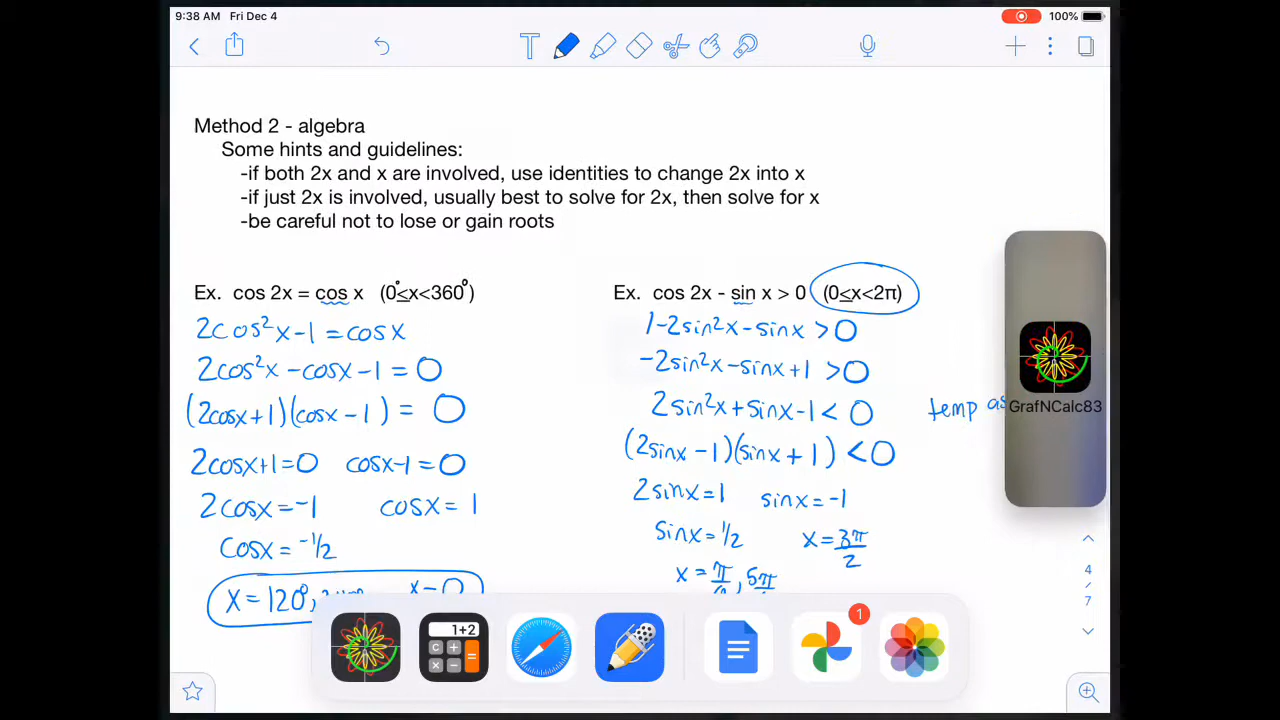 9:38 AM Fri Dec 4
100%
T
Method 2 - algebra
Some hints and guidelines:
-if both 2x and x are involved, use identities to change 2x into x
-if just 2x is involved, usually best to solve for 2x, then solve for x
-be careful not to lose or gain roots
Ex. cos 2x = cos x (0°≤x<360°)
2cos²x-1 = cosx
2cos²x -cosx -1 = 0
(2cosx+1)(cosx-1) = 0
2cosx+1=0 cosx-1=0
2cosx=-1 cosx=1
cosx=-1/2
x=120°, x=0
Ex. cos 2x - sin x > 0 (0≤x<2π)
1-2sin²x-sinx >0
-2sin²x-sinx+1 >0
2sin²x+sinx-1< 0 temp as
(2sinx-1)(sinx+1) <0
2sinx=1 sinx=-1
sinx=1/2 x=3π/2
x=π 5π
GrafNCalc83
4
7
1+2
C
1